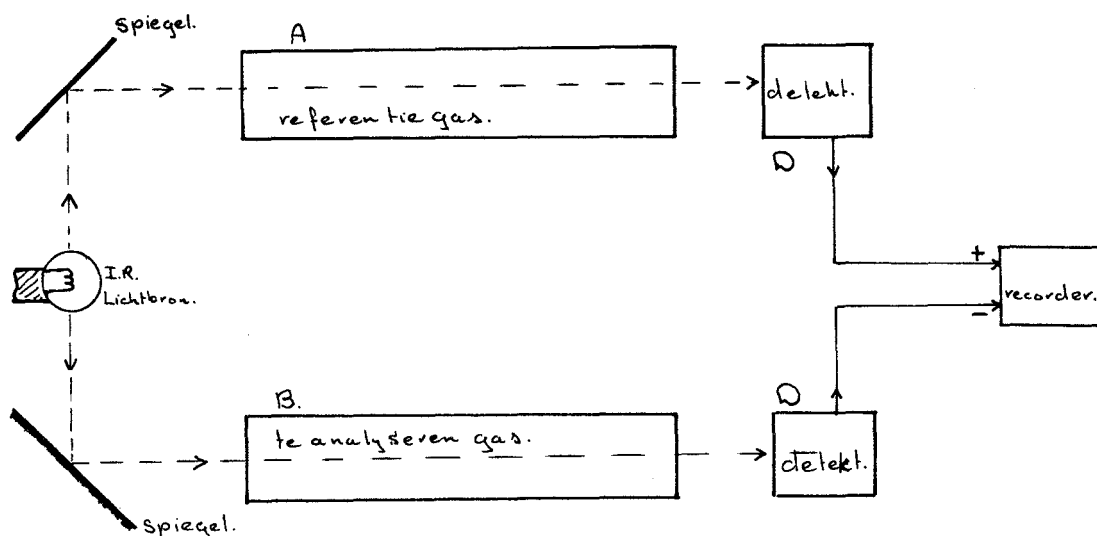 spiegel.
A
referentie gas.
detekt.
D
I.R.
Lichtbron.
+
-
recorder.
B.
te analyseren gas.
D
detekt.
spiegel.